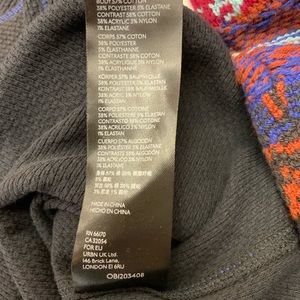 BODY 57% COTTON
38% POLYESTER 5% ELASTANE
CONTRAST 58% COTTON
38% ACRYLIC 3% NYLON
1% ELASTANE
CORPS 57% COTON
38% POLYESTER
5% ELASTHANNE
CONTRASTE 58% COTON
38% ACRYLIQUE 3% NYLON
1% ELASTHANNE
KÖRPER 57% BAUMWOLLE
38% POLYESTER 5% ELASTHAN
KONTRAST 58% BAUMWOLLE
38% ACRYL 3% NYLON
1% ELASTHAN
CORPO 57% COTONE
38% POLIESTERE
5% ELASTAN
CONTRASTO 58% COTONE
38% ACRILICO 3% NYLON
1% ELASTAN
CUERPO 57% ALGODÓN
38% POLIÉSTER 5% ELASTANO
CONTRASTE 58% ALGODÓN
38% ACRÍLICO 3% NYLON
1% ELASTANO
MADE IN CHINA
HECHO EN CHINA
RN 66170
CA 32054
FOR BY:
URBN UK Ltd.
146 Brick Lane,
LONDON E1 6RU
OBI203408